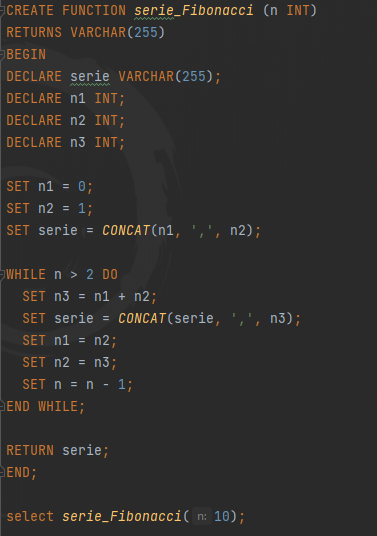 CREATE FUNCTION serie_Fibonacci (n INT)
RETURNS VARCHAR(255)
BEGIN
DECLARE serie VARCHAR(255);
DECLARE n1 INT;
DECLARE n2 INT;
DECLARE n3 INT;

SET n1 = 0;
SET n2 = 1;
SET serie = CONCAT(n1, ',', n2);

WHILE n > 2 DO
  SET n3 = n1 + n2;
  SET serie = CONCAT(serie, ',', n3);
  SET n1 = n2;
  SET n2 = n3;
  SET n = n - 1;
END WHILE;

RETURN serie;
END;

select serie_Fibonacci( n: 10);